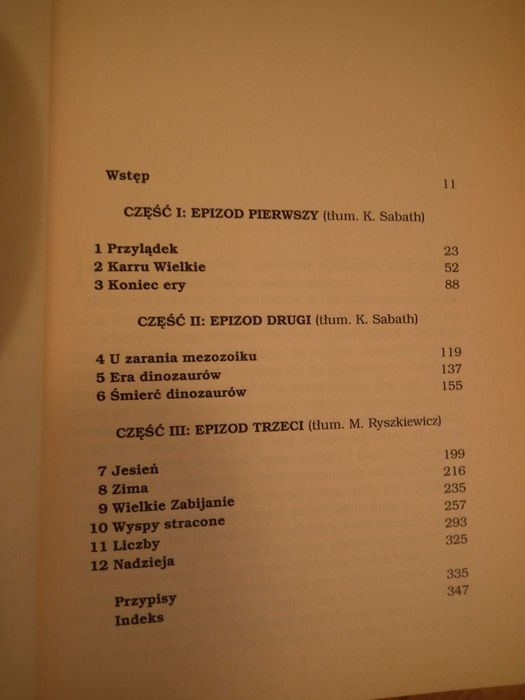 Wstęp 11
CZĘŚĆ I: EPIZOD PIERWSZY (tłum. K. Sabath)
1 Przylądek 23
2 Karru Wielkie 52
3 Koniec ery 88
CZĘŚĆ II: EPIZOD DRUGI (tłum. K. Sabath)
4 U zarania mezozoiku 119
5 Era dinozaurów 137
6 Śmierć dinozaurów 155
CZĘŚĆ III: EPIZOD TRZECI (tłum. M. Ryszkiewicz)
7 Jesień 199
8 Zima 216
9 Wielkie Zabijanie 235
10 Wyspy stracone 257
11 Liczby 293
12 Nadzieja 325
Przypisy 335
Indeks 347